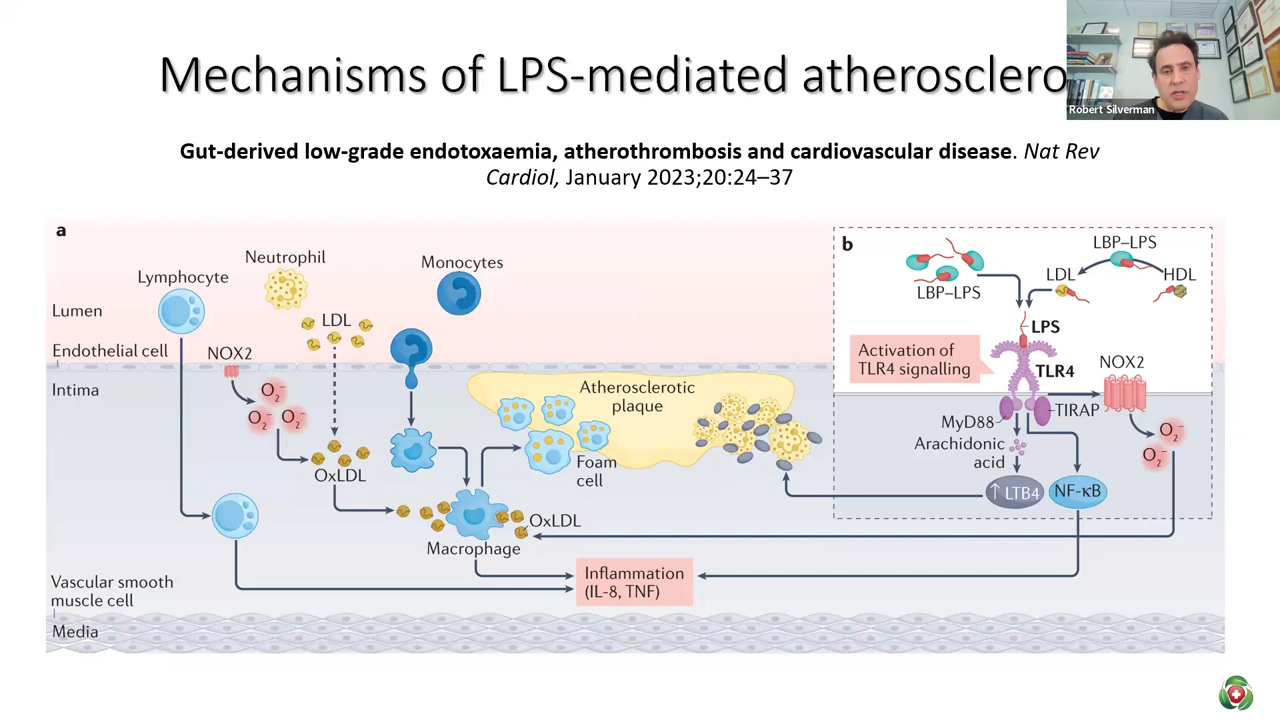 Mechanisms of LPS-mediated atherosclero
Robert Silverman
Gut-derived low-grade endotoxaemia, atherothrombosis and cardiovascular disease. Nat Rev
Cardiol, January 2023;20:24–37
a
Neutrophil
Lymphocyte
Monocytes
Lumen
LDL
Endothelial cell
NOX2
Intima
O₂⁻
O₂⁻ O₂⁻
OxLDL
Atherosclerotic
plaque
Foam
cell
OxLDL
Macrophage
Inflammation
(IL-8, TNF)
Vascular smooth
muscle cell
Media
b
LBP–LPS
LBP–LPS
LDL
HDL
LPS
Activation of
TLR4 signalling
TLR4
NOX2
TIRAP
MyD88
Arachidonic
acid
O₂⁻
O₂⁻
↑ LTB4
NF-κB